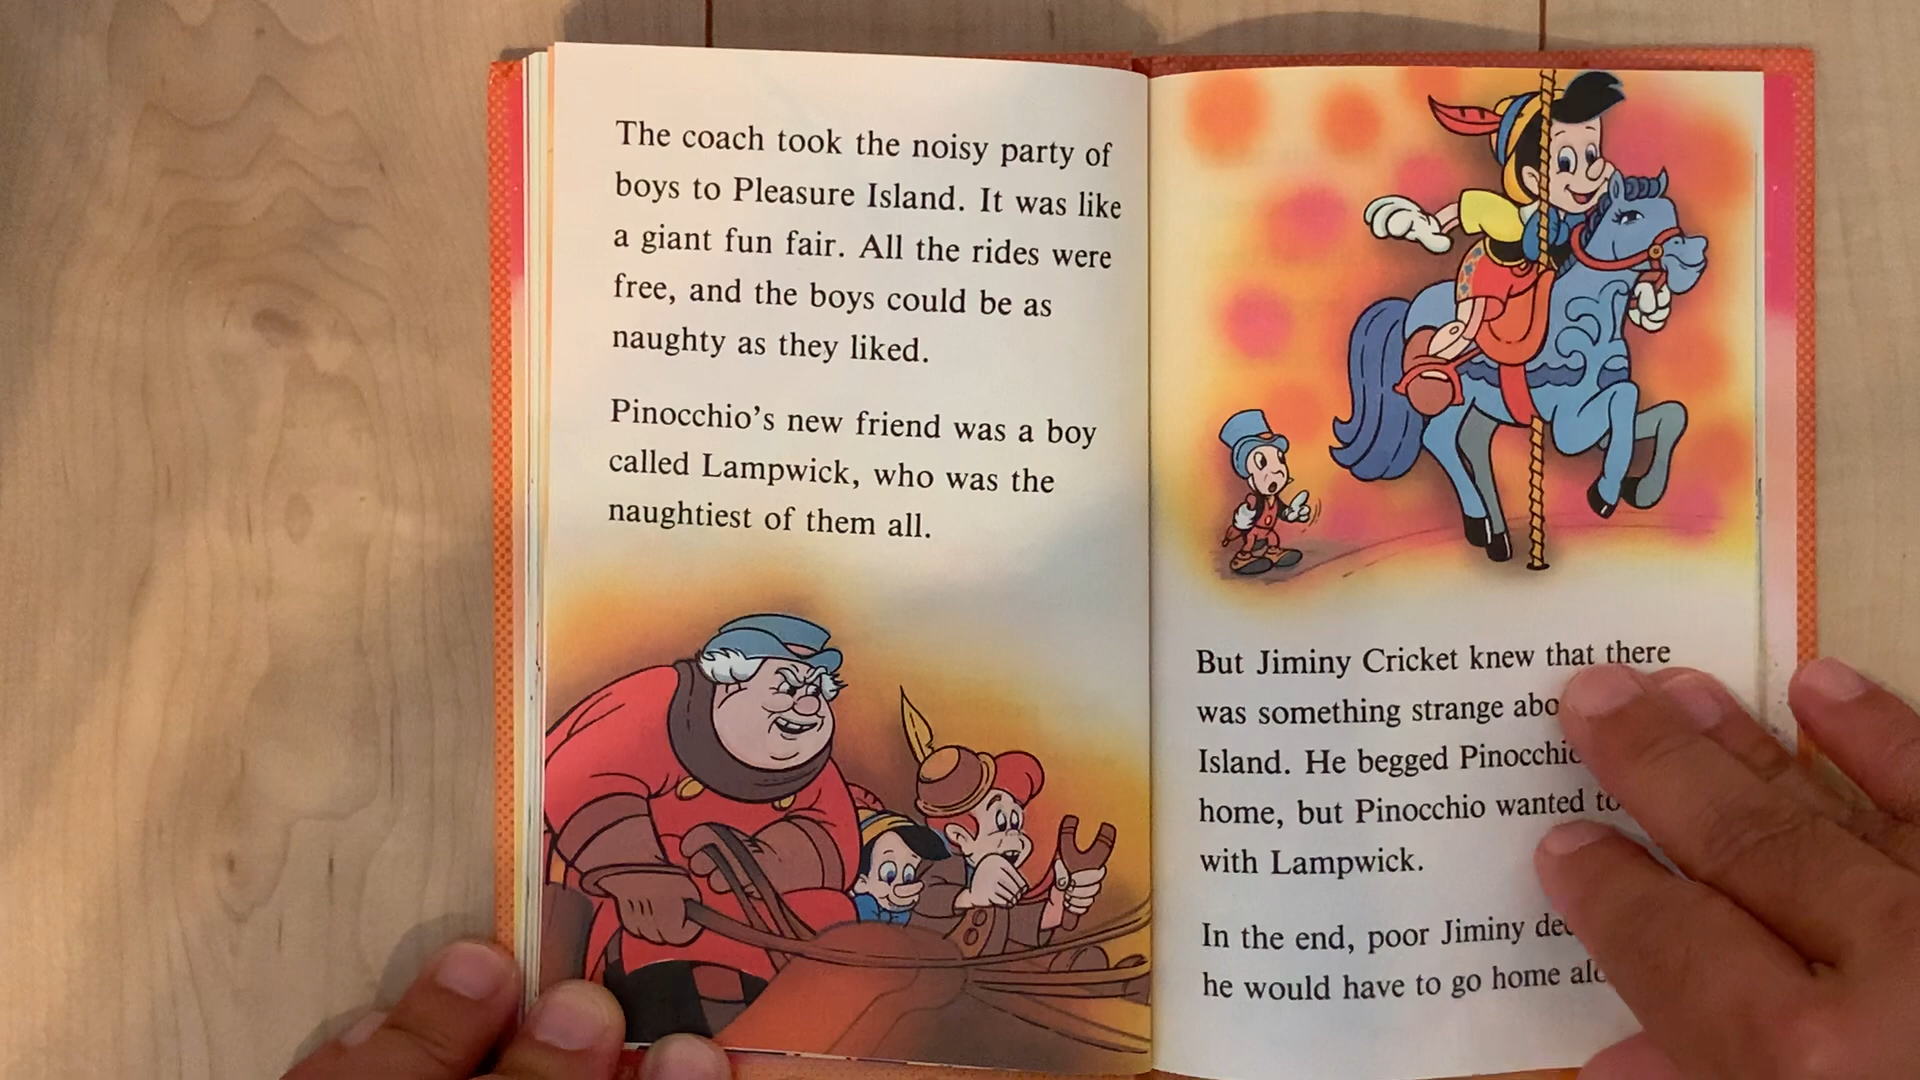 The coach took the noisy party of
boys to Pleasure Island. It was like
a giant fun fair. All the rides were
free, and the boys could be as
naughty as they liked.
Pinocchio's new friend was a boy
called Lampwick, who was the
naughtiest of them all.
But Jiminy Cricket knew that there
was something strange
Island. He begged
home, but Pinocchio wanted
with Lampwick.
In the end, poor Jiminy
he would have to go home